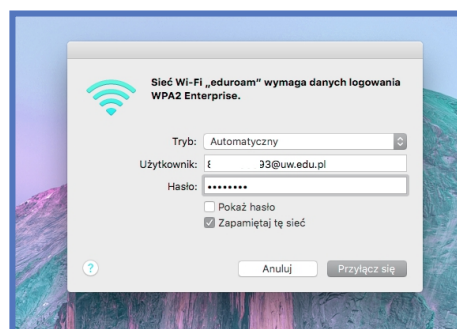 Sieć Wi-Fi „eduroam” wymaga danych logowania
WPA2 Enterprise.
Tryb: Automatyczny
Użytkownik: 93@uw.edu.pl
Hasło: ••••••••
Pokaż hasło
Zapamiętaj tę sieć
? Anuluj Przyłącz się